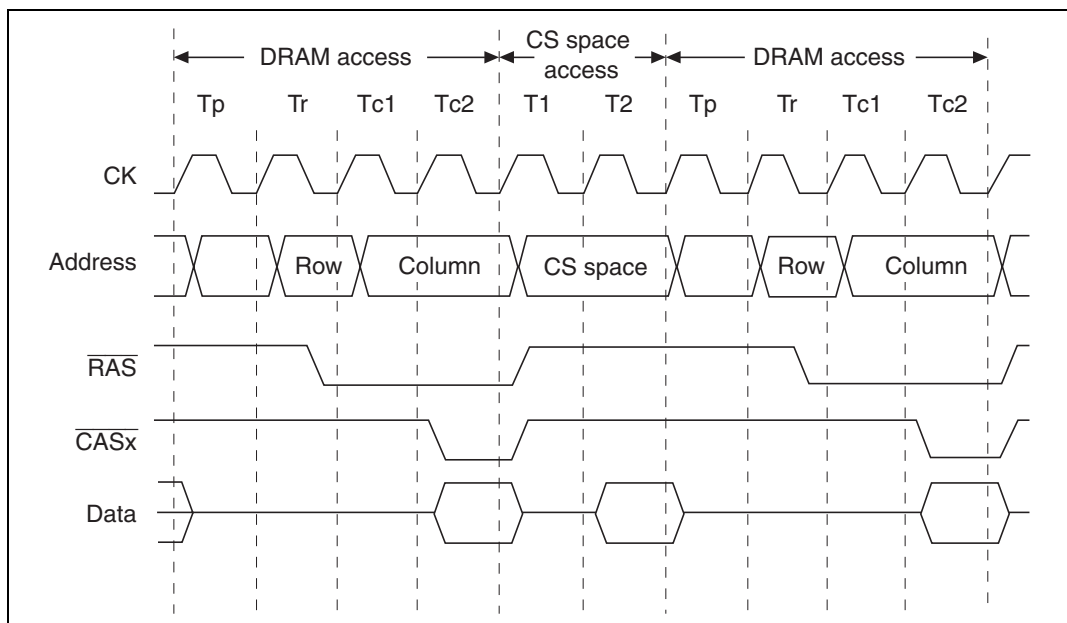 DRAM access
CS space
access
DRAM access
Tp Tr Tc1 Tc2 T1 T2 Tp Tr Tc1 Tc2
CK
Address
Row Column CS space Row Column
RAS
CASx
Data